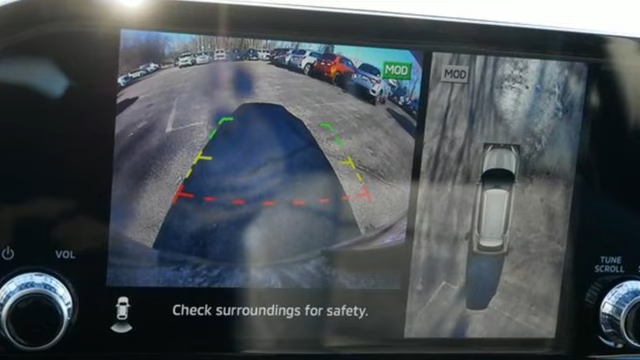 MOD
MOD
VOL
TUNE
SCROLL
Check surroundings for safety.